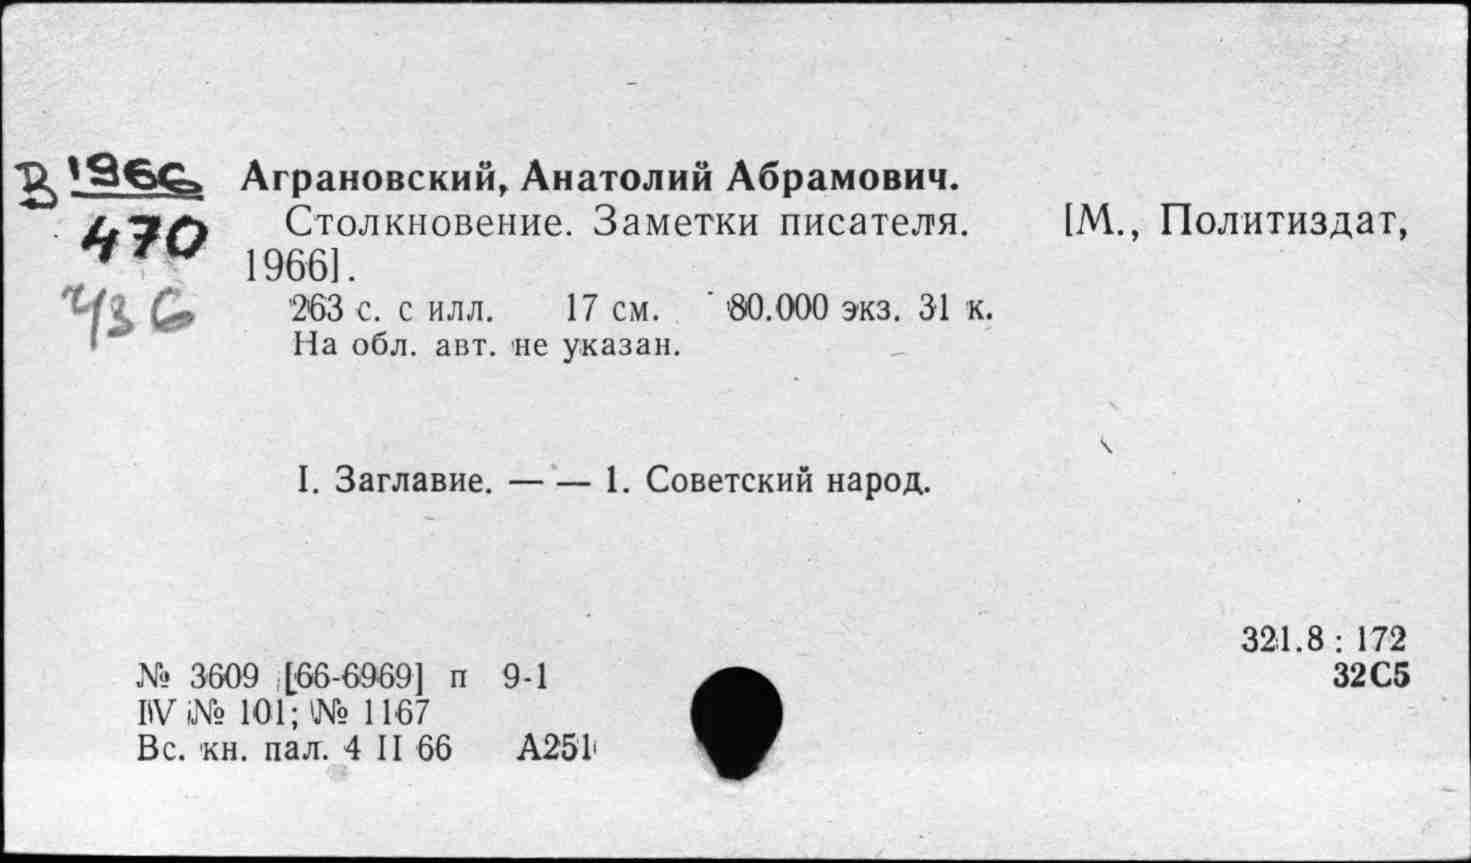 В 1966
470
436
Аграновский, Анатолий Абрамович.
Столкновение. Заметки писателя. [М., Политиздат,
1966].
263 с. с илл. 17 см. 80.000 экз. 31 к.
На обл. авт. не указан.
I. Заглавие. — — 1. Советский народ.
321.8 : 172
32С5
№ 3609 [66-6969] п 9-1
IV № 101; № 1167
Вс. кн. пал. 4 II 66 А251